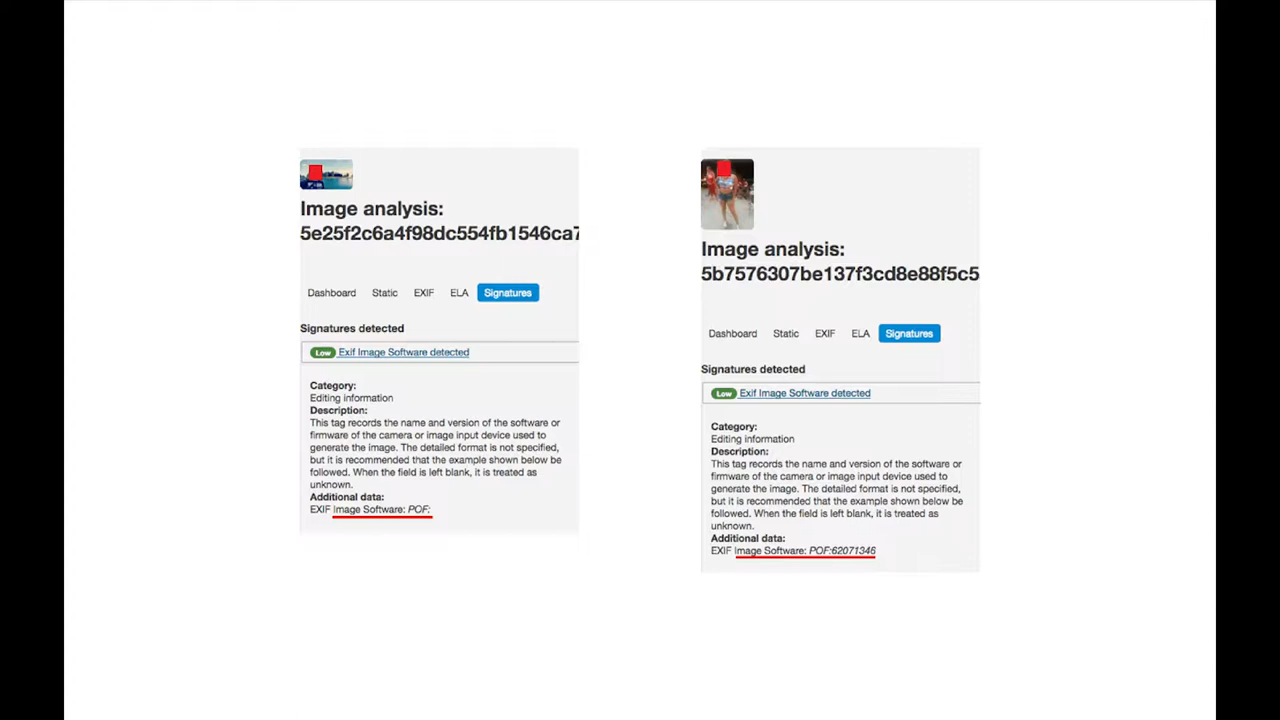 Image analysis:
5e25f2c6a4f98dc554fb1546ca7
Dashboard Static EXIF ELA Signatures
Signatures detected
Low Exif Image Software detected
Category:
Editing information
Description:
This tag records the name and version of the software or
firmware of the camera or image input device used to
generate the image. The detailed format is not specified,
but it is recommended that the example shown below be
followed. When the field is left blank, it is treated as
unknown.
Additional data:
EXIF Image Software: POF:
Image analysis:
5b7576307be137f3cd8e88f5c5
Dashboard Static EXIF ELA Signatures
Signatures detected
Low Exif Image Software detected
Category:
Editing information
Description:
This tag records the name and version of the software or
firmware of the camera or image input device used to
generate the image. The detailed format is not specified,
but it is recommended that the example shown below be
followed. When the field is left blank, it is treated as
unknown.
Additional data:
EXIF Image Software: POF:62071346